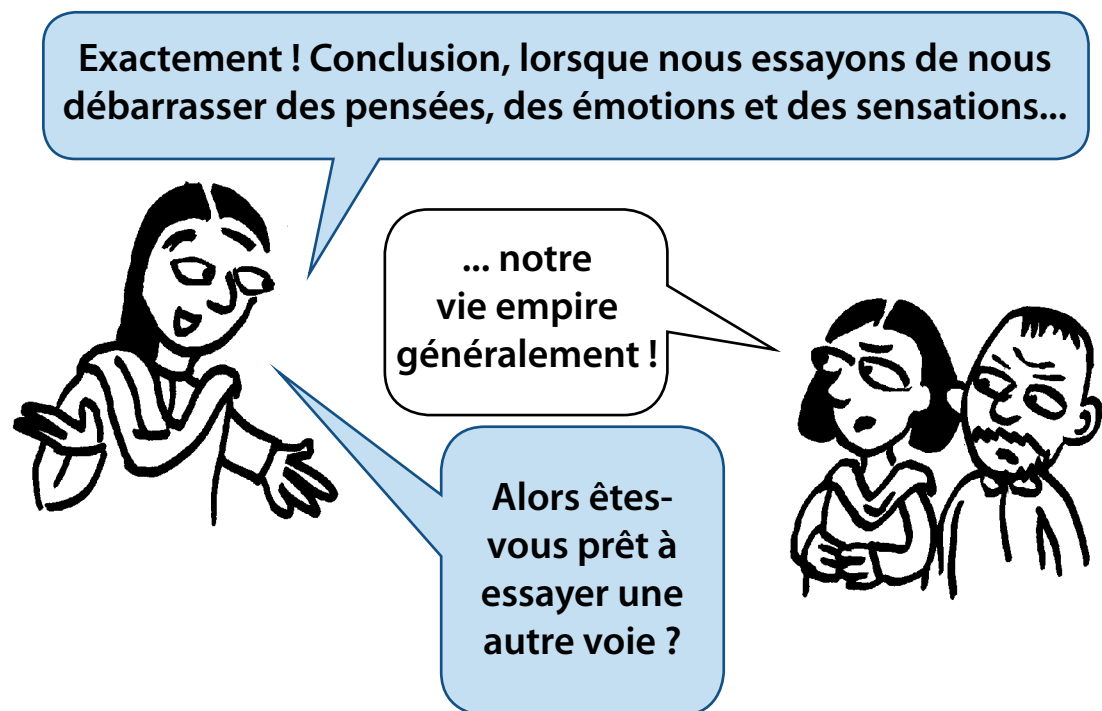 Exactement ! Conclusion, lorsque nous essayons de nous
débarrasser des pensées, des émotions et des sensations...
... notre
vie empire
généralement !
Alors êtes-
vous prêt à
essayer une
autre voie ?